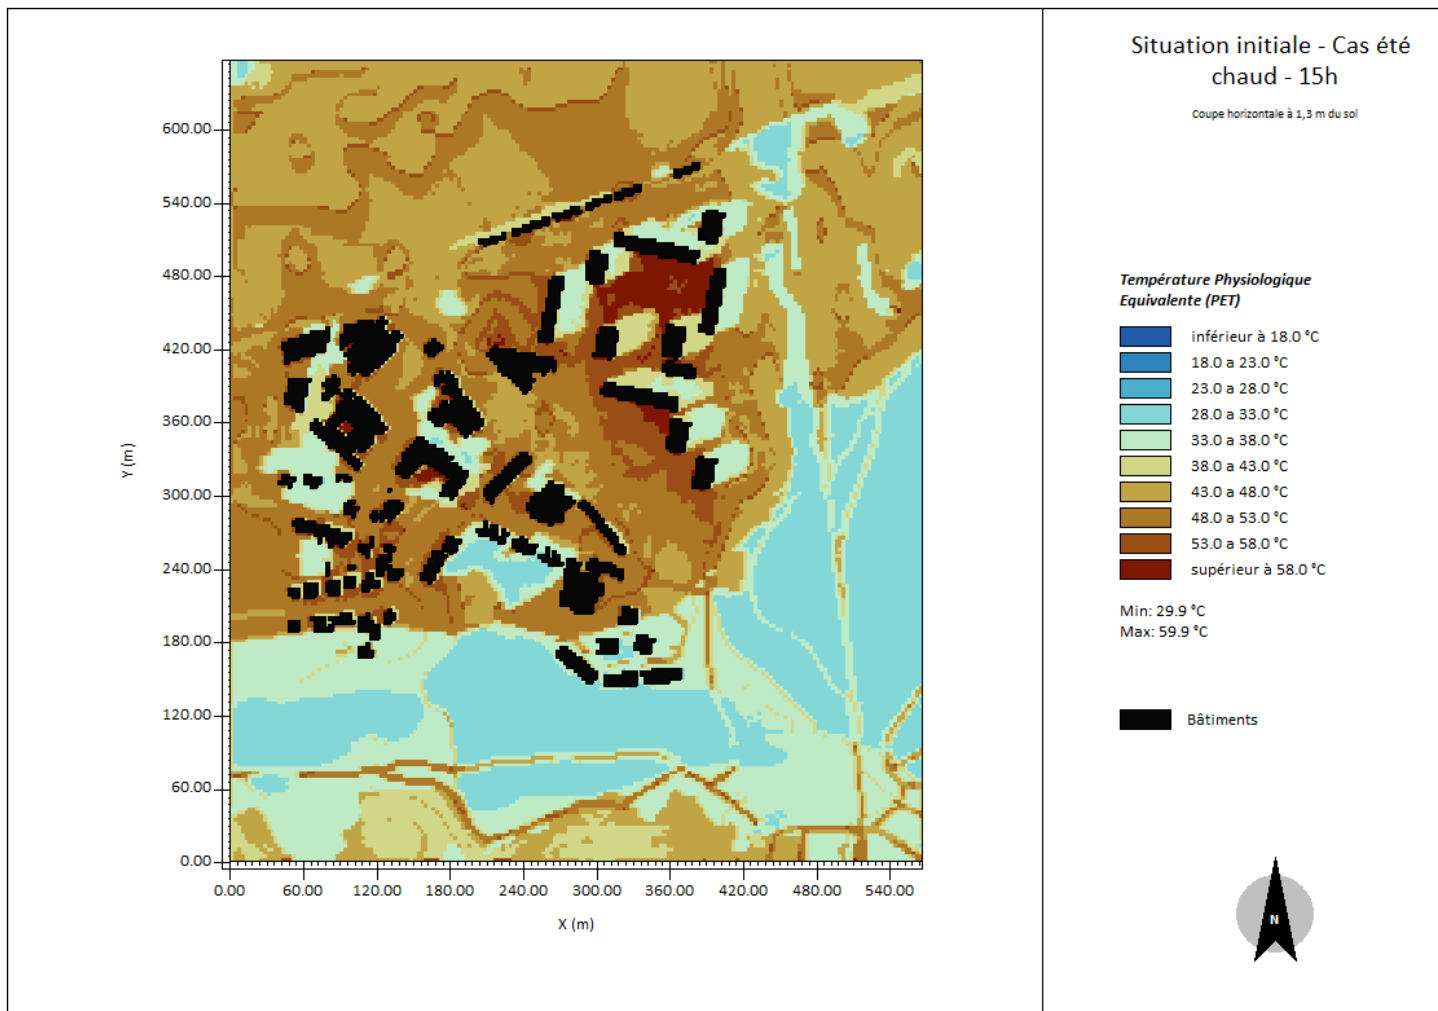 Situation initiale - Cas été
chaud - 15h
Coupe horizontale à 1,3 m du sol
600.00
540.00
480.00
420.00
360.00
300.00
240.00
180.00
120.00
60.00
0.00
Y (m)
0.00 60.00 120.00 180.00 240.00 300.00 360.00 420.00 480.00 540.00
X (m)
Température Physiologique
Equivalente (PET)
inférieur à 18.0 °C
18.0 a 23.0 °C
23.0 a 28.0 °C
28.0 a 33.0 °C
33.0 a 38.0 °C
38.0 a 43.0 °C
43.0 a 48.0 °C
48.0 a 53.0 °C
53.0 a 58.0 °C
supérieur à 58.0 °C
Min: 29.9 °C
Max: 59.9 °C
Bâtiments
N